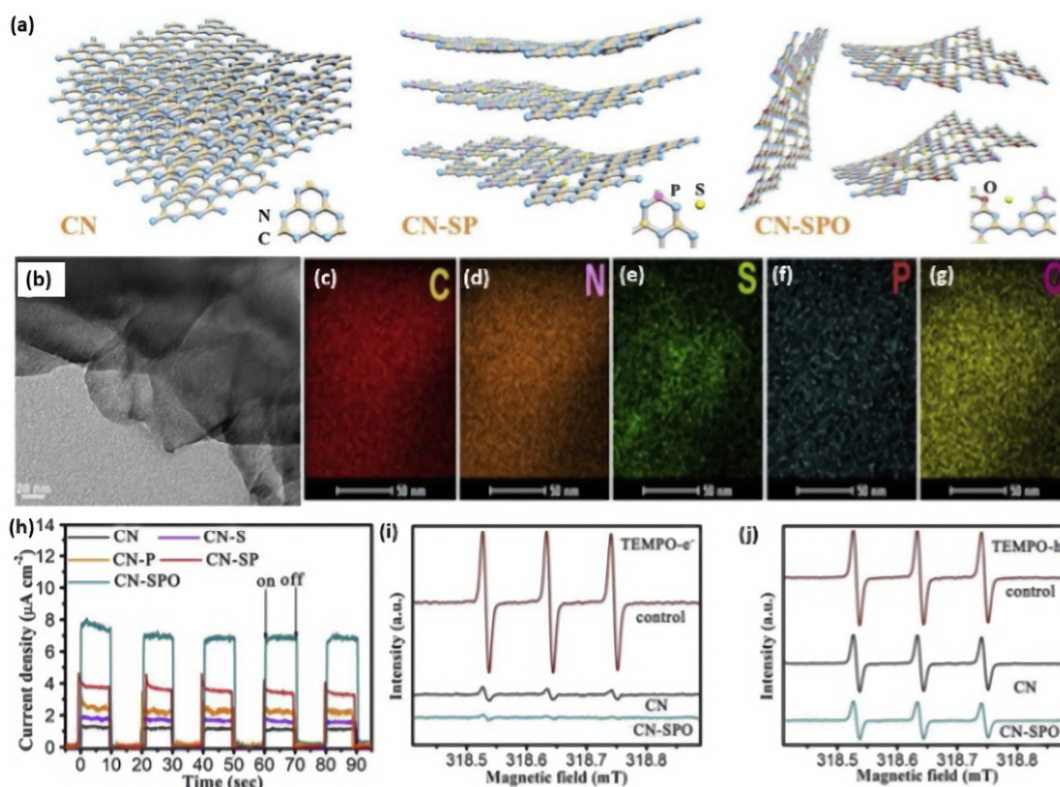 (a)
CN
N
C
CN-SP
P S
CN-SPO
O
(b)
20 nm
(c) C
50 nm
(d) N
50 nm
(e) S
50 nm
(f) P
50 nm
(g) O
50 nm
(h)
Current density (μA cm⁻²)
14
12
10
8
6
4
2
0
CN
CN-S
CN-P
CN-SP
CN-SPO
on off
0 10 20 30 40 50 60 70 80 90
Time (sec)
(i)
Intensity (a.u.)
TEMPO-e⁻
control
CN
CN-SPO
318.5 318.6 318.7 318.8
Magnetic field (mT)
(j)
Intensity (a.u.)
TEMPO-h
control
CN
CN-SPO
318.5 318.6 318.7 318.8
Magnetic field (mT)